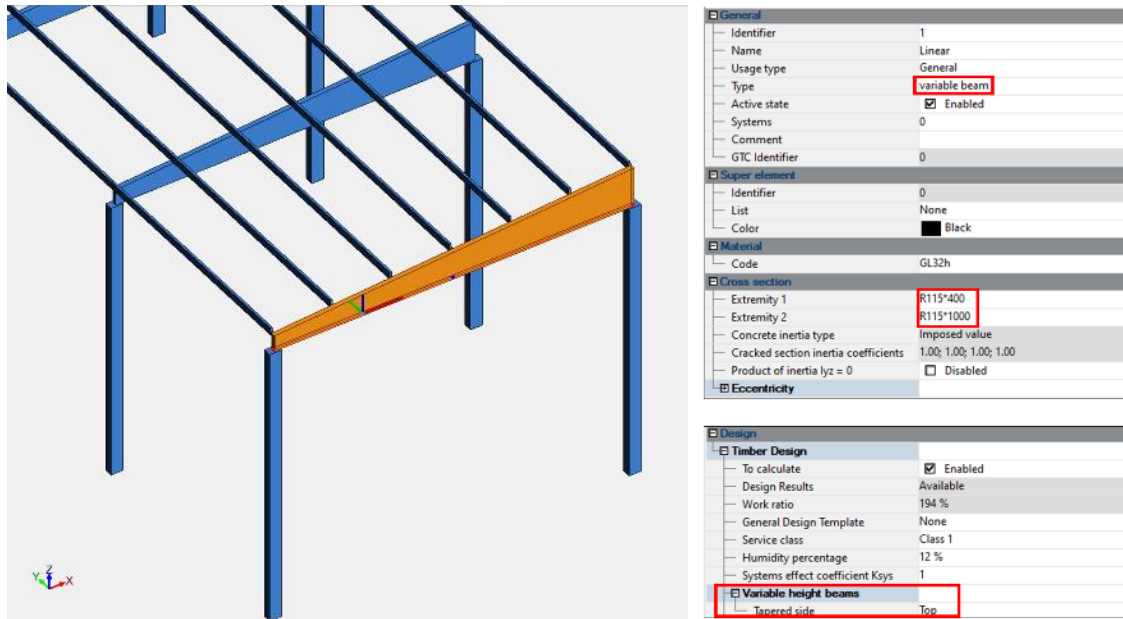 General
Identifier 1
Name Linear
Usage type General
Type variable beam
Active state Enabled
Systems 0
Comment
GTC Identifier 0
Super element
Identifier 0
List None
Color Black
Material
Code GL32h
Cross section
Extremity 1 R115*400
Extremity 2 R115*1000
Concrete inertia type Imposed value
Cracked section inertia coefficients 1.00; 1.00; 1.00; 1.00
Product of inertia Iyz = 0 Disabled
Eccentricity
Design
Timber Design
To calculate Enabled
Design Results Available
Work ratio 194 %
General Design Template None
Service class Class 1
Humidity percentage 12 %
Systems effect coefficient Ksys 1
Variable height beams
Tapered side Top
Z
Y X